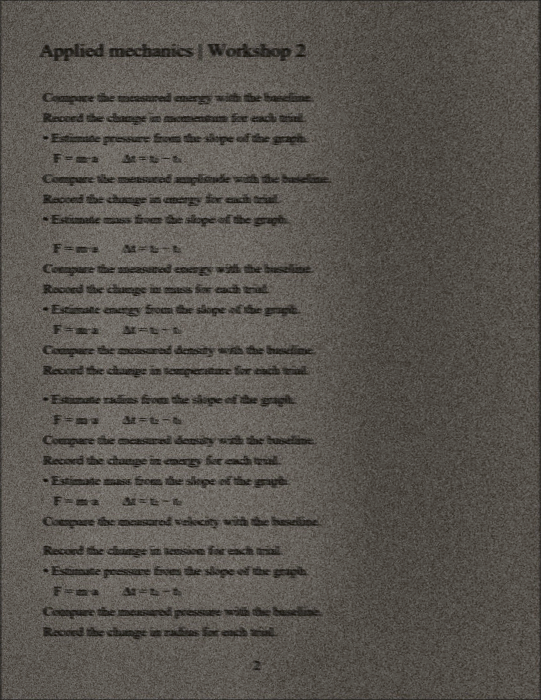 Applied mechanics | Workshop 2
Compare the measured energy with the baseline.
Record the change in momentum for each trial.
• Estimate pressure from the slope of the graph.
F = m·a Δt = t₂ − t₁
Compare the measured amplitude with the baseline.
Record the change in energy for each trial.
• Estimate mass from the slope of the graph.
F = m·a Δt = t₂ − t₁
Compare the measured energy with the baseline.
Record the change in mass for each trial.
• Estimate energy from the slope of the graph.
F = m·a Δt = t₂ − t₁
Compare the measured density with the baseline.
Record the change in temperature for each trial.
• Estimate radius from the slope of the graph.
F = m·a Δt = t₂ − t₁
Compare the measured density with the baseline.
Record the change in energy for each trial.
• Estimate mass from the slope of the graph.
F = m·a Δt = t₂ − t₁
Compare the measured velocity with the baseline.
Record the change in tension for each trial.
• Estimate pressure from the slope of the graph.
F = m·a Δt = t₂ − t₁
Compare the measured pressure with the baseline.
Record the change in radius for each trial.
2